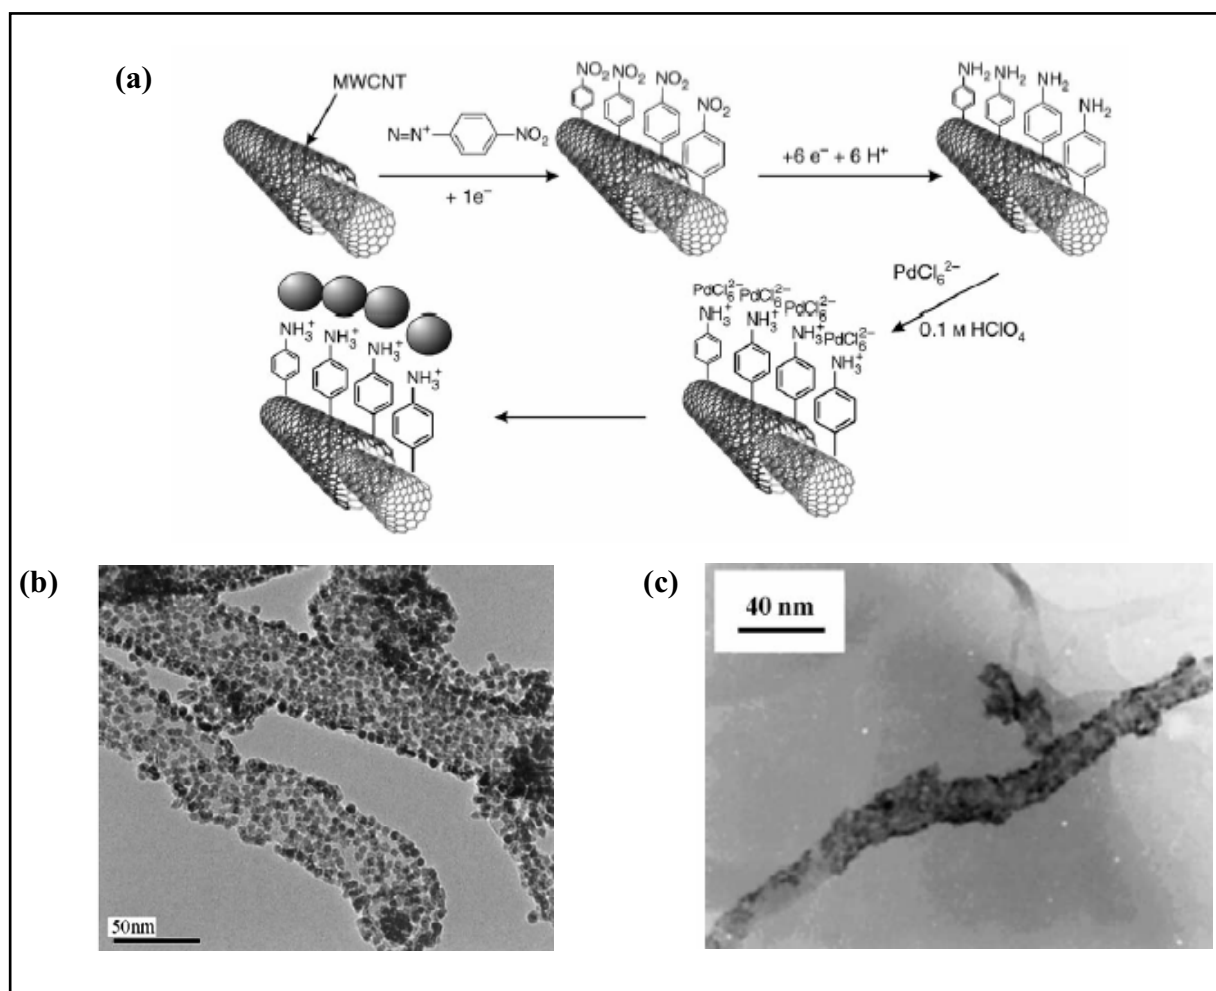 (a)
MWCNT
N=N⁺
NO₂
+ 1e⁻
NO₂ NO₂ NO₂ NO₂
+6 e⁻ + 6 H⁺
NH₂ NH₂ NH₂ NH₂
PdCl₆²⁻
0.1 M HClO₄
PdCl₆²⁻ PdCl₆²⁻ PdCl₆²⁻ PdCl₆²⁻
NH₃⁺ NH₃⁺ NH₃⁺ NH₃⁺
NH₃⁺ NH₃⁺ NH₃⁺ NH₃⁺
(b)
50nm
(c)
40 nm